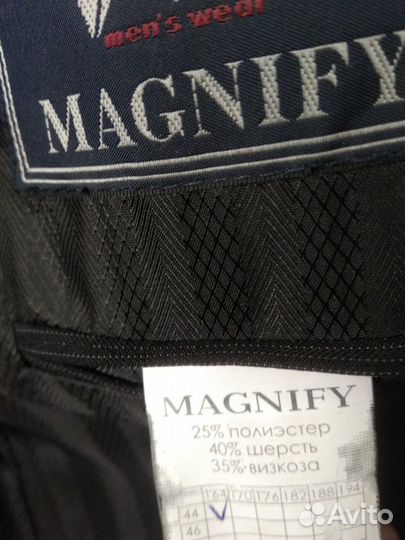 men's wear
MAGNIFY
MAGNIFY
25% полиэстер
40% шерсть
35% вискоза
164 170 176 182 188 194
44
46
Avito